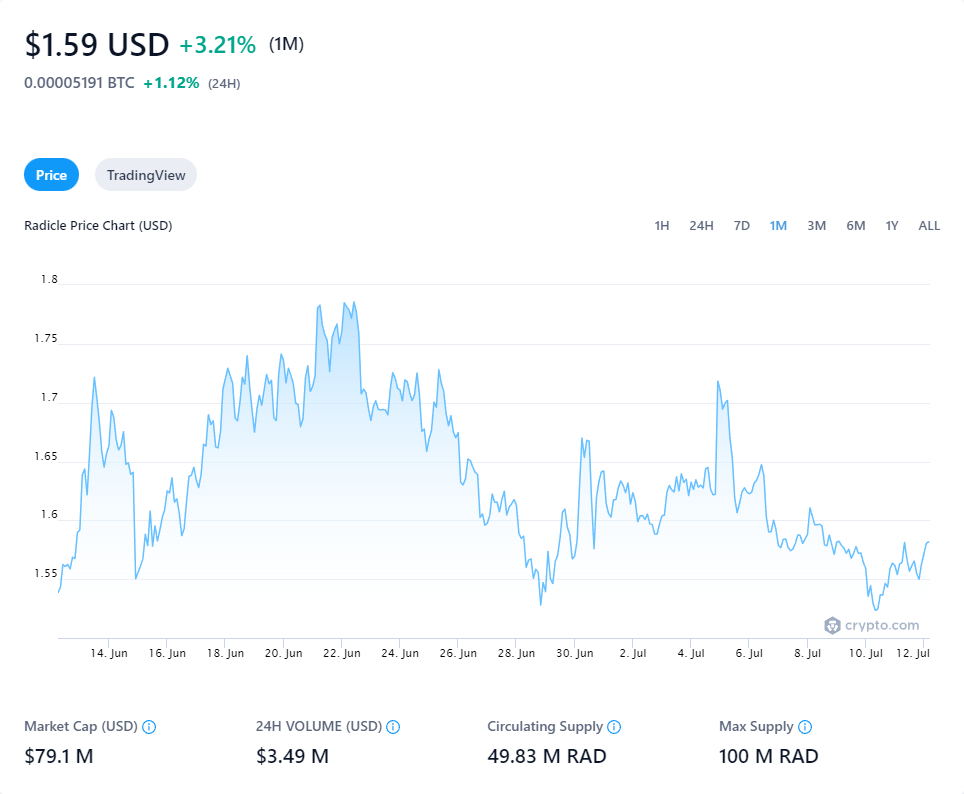 $1.59 USD +3.21% (1M)
0.00005191 BTC +1.12% (24H)
Price TradingView
Radicle Price Chart (USD) 1H 24H 7D 1M 3M 6M 1Y ALL
1.8
1.75
1.7
1.65
1.6
1.55
crypto.com
14. Jun 16. Jun 18. Jun 20. Jun 22. Jun 24. Jun 26. Jun 28. Jun 30. Jun 2. Jul 4. Jul 6. Jul 8. Jul 10. Jul 12. Jul
Market Cap (USD) 24H VOLUME (USD) Circulating Supply Max Supply
$79.1 M $3.49 M 49.83 M RAD 100 M RAD